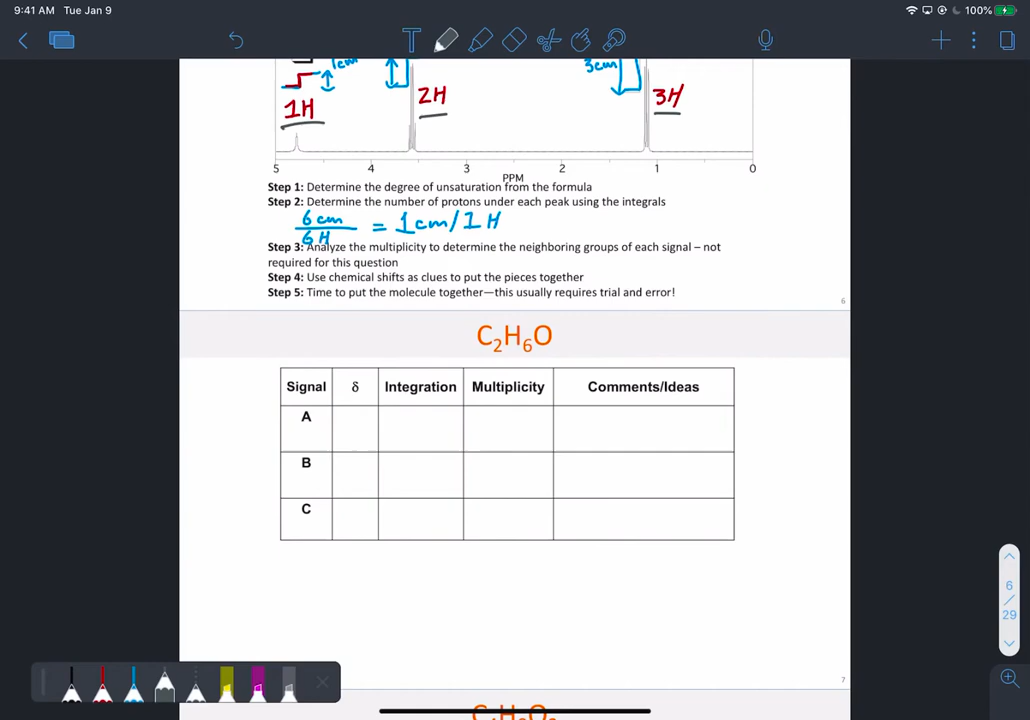 9:41 AM Tue Jan 9
100%
1cm
3cm
1H
2H
3H
5 4 3 2 1 0
PPM
Step 1: Determine the degree of unsaturation from the formula
Step 2: Determine the number of protons under each peak using the integrals
6 cm
= 1cm/1H
6 H
Step 3: Analyze the multiplicity to determine the neighboring groups of each signal – not
required for this question
Step 4: Use chemical shifts as clues to put the pieces together
Step 5: Time to put the molecule together—this usually requires trial and error!
6
C₂H₆O
Signal δ Integration Multiplicity Comments/Ideas
A
B
C
6
/
29
7